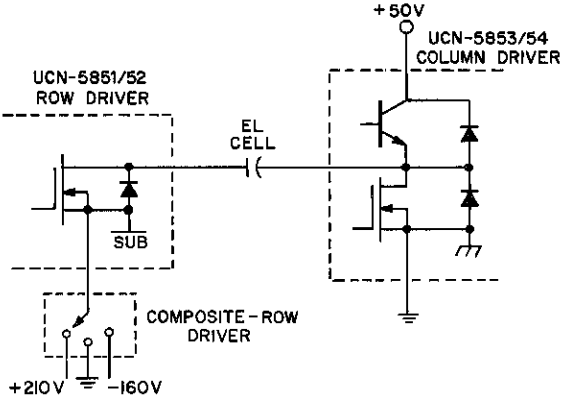 +50V
UCN-5853/54
COLUMN DRIVER
UCN-5851/52
ROW DRIVER
EL
CELL
SUB
COMPOSITE-ROW
DRIVER
+210V
-160V